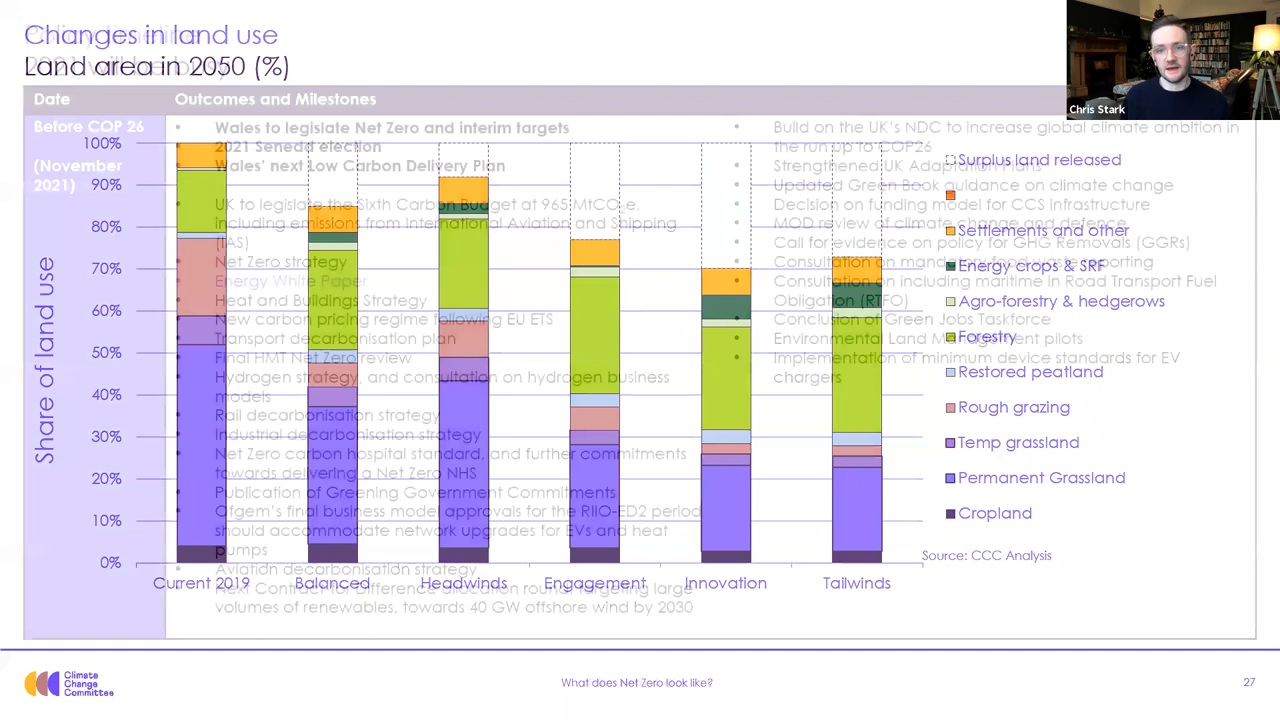 Changes in land use
Land area in 2050 (%)
Chris Stark
Date
Outcomes and Milestones
Before COP 26
(November
2021)
• Wales to legislate Net Zero and interim targets
2021 Senedd election
• Wales' next Low Carbon Delivery Plan
• UK to legislate the Sixth Carbon Budget at 965 MtCO₂e,
including emissions from International Aviation and Shipping
(IAS)
• Net Zero strategy
• Energy White Paper
• Heat and Buildings Strategy
• New carbon pricing regime following EU ETS
• Transport decarbonisation plan
• Final HMT Net Zero review
• Hydrogen strategy, and consultation on hydrogen business
models
• Rail decarbonisation strategy
• Industrial decarbonisation strategy
• Net Zero carbon hospital standard, and further commitments
towards delivering a Net Zero NHS
• Publication of Greening Government Commitments
• Ofgem's final business model approvals for the RIIO-ED2 period
should accommodate network upgrades for EVs and heat
pumps
• Aviation decarbonisation strategy
• Next Contract for Difference allocation round targeting large
volumes of renewables, towards 40 GW offshore wind by 2030
• Build on the UK's NDC to increase global climate ambition in
the run up to COP26
• Strengthened UK Adaptation Plans
• Updated Green Book guidance on climate change
• Decision on funding model for CCS Infrastructure
• MOD review of climate change and defence
• Call for evidence on policy for GHG Removals (GGRs)
• Consultation on mandatory food waste reporting
• Consultation on including maritime in Road Transport Fuel
Obligation (RTFO)
• Conclusion of Green Jobs Taskforce
• Environmental Land Management pilots
• Implementation of minimum device standards for EV
chargers
Share of land use
100%
90%
80%
70%
60%
50%
40%
30%
20%
10%
0%
Current 2019
Balanced
Headwinds
Engagement
Innovation
Tailwinds
Surplus land released
Settlements and other
Energy crops & SRF
Agro-forestry & hedgerows
Forestry
Restored peatland
Rough grazing
Temp grassland
Permanent Grassland
Cropland
Source: CCC Analysis
Climate
Change
Committee
What does Net Zero look like?
27